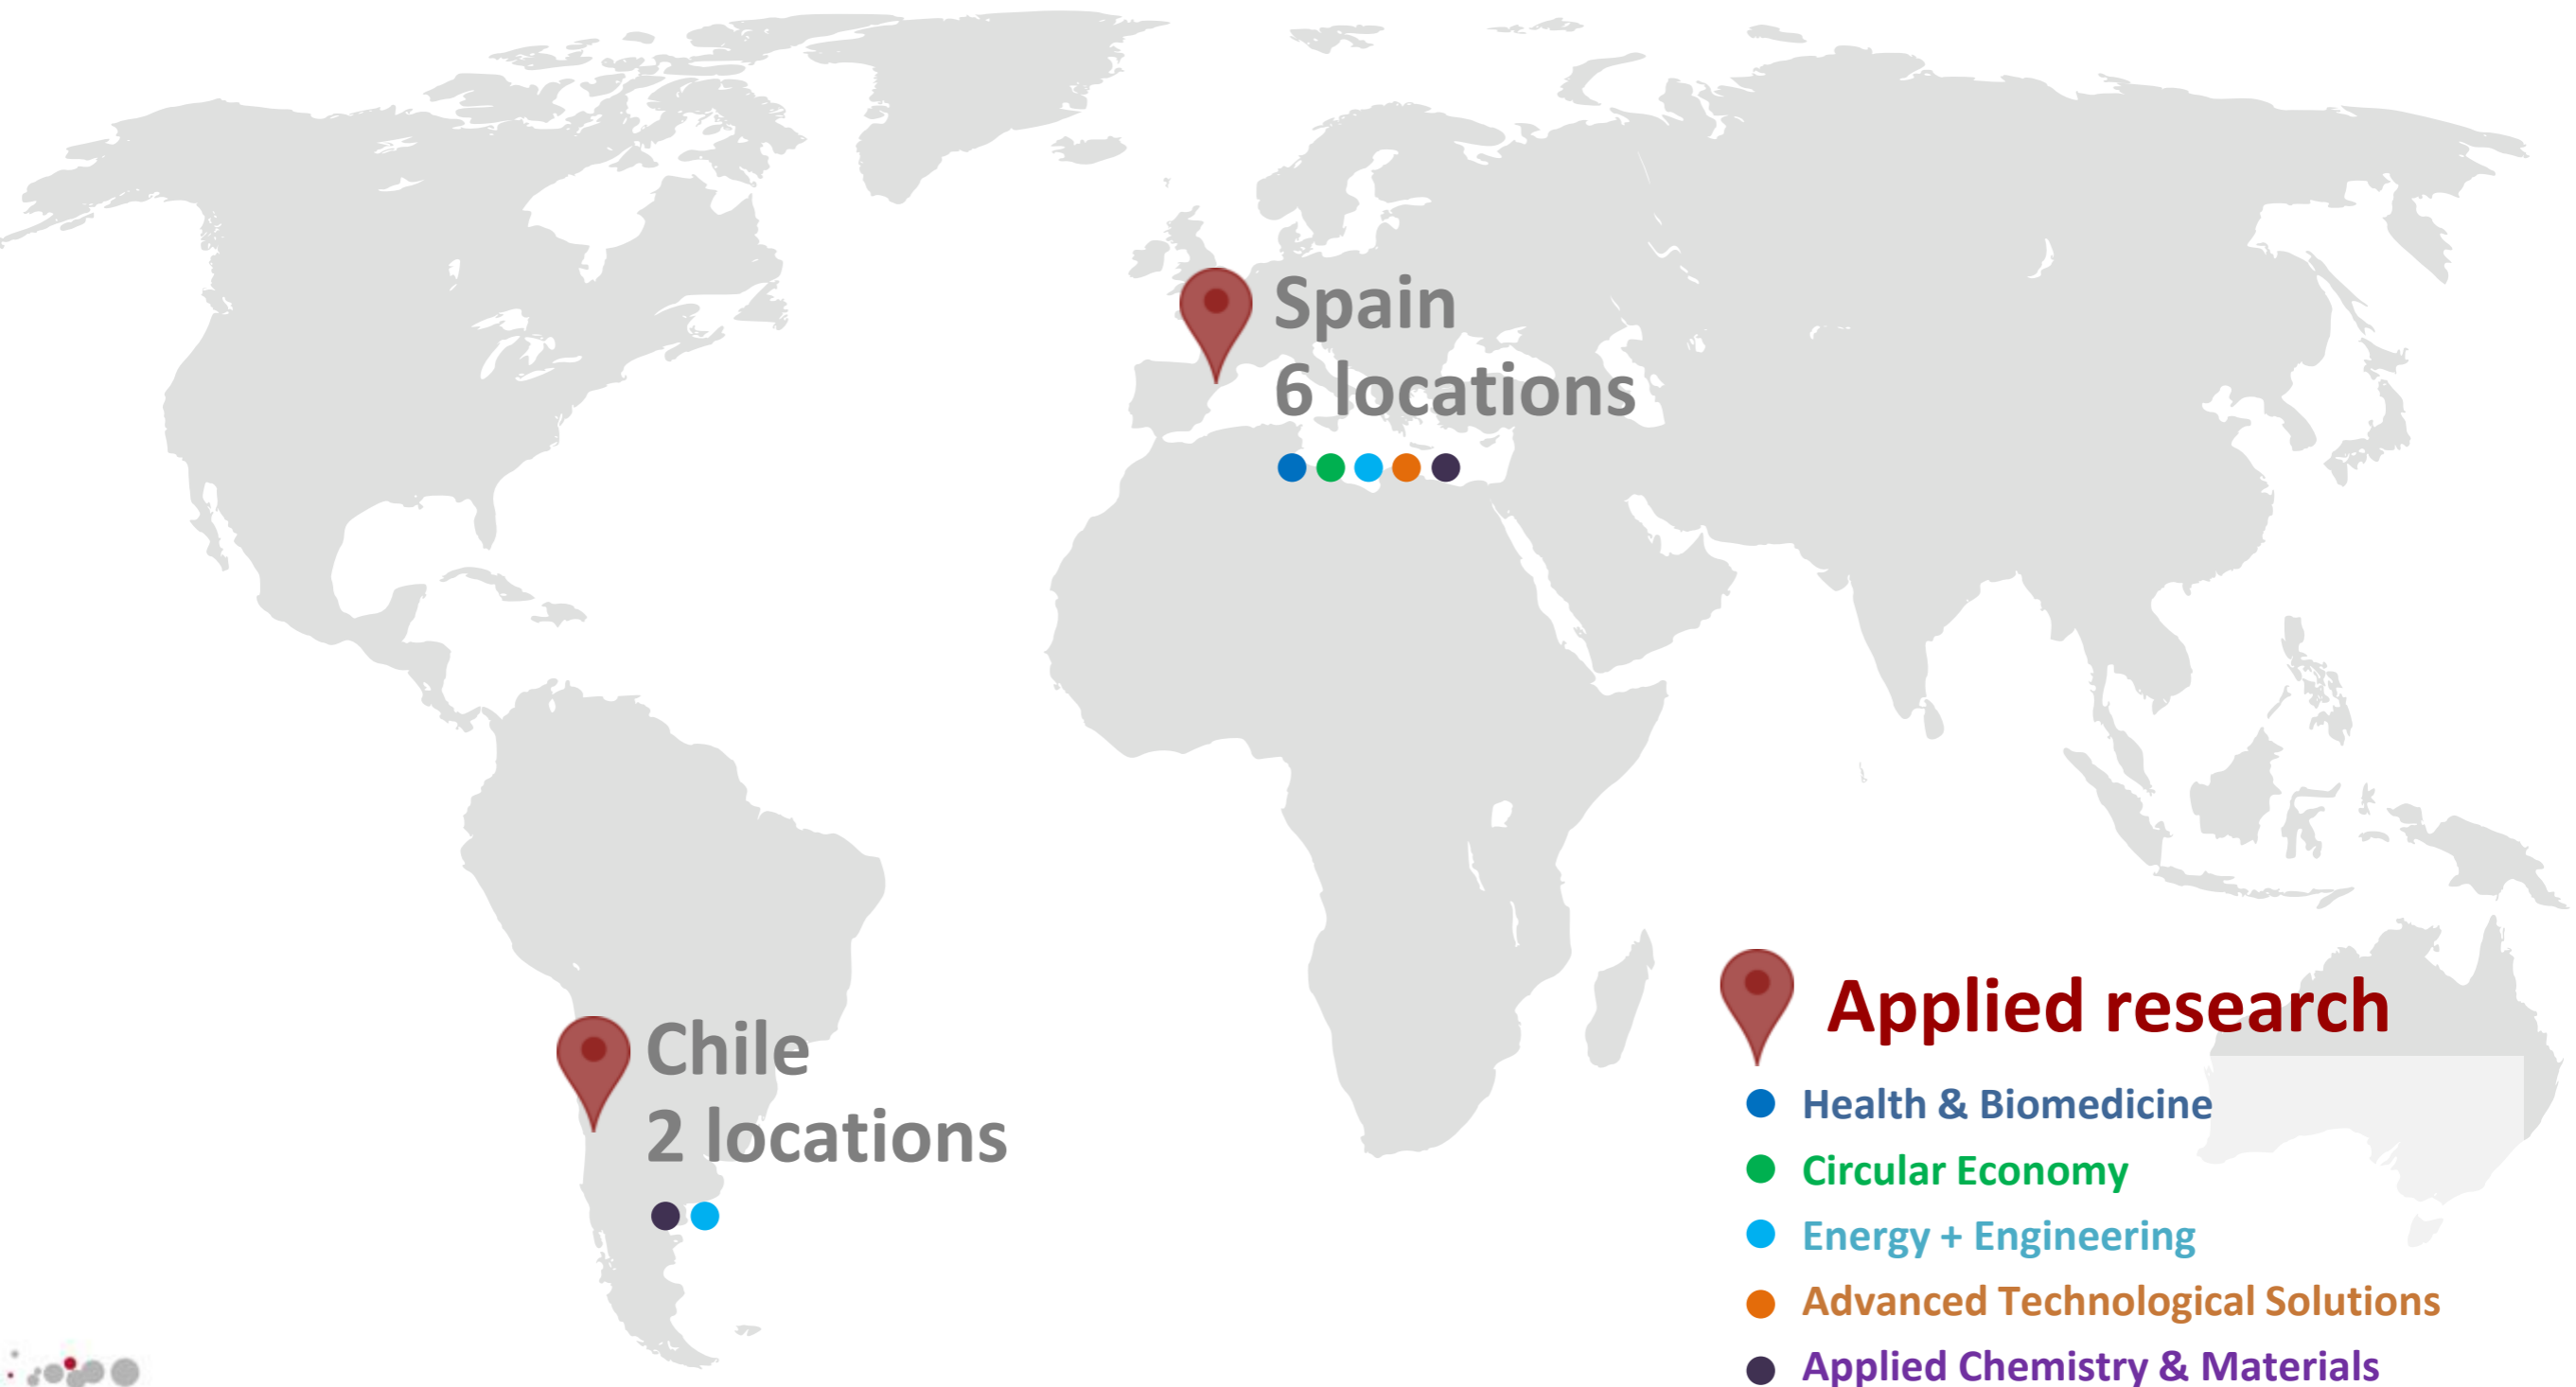 Spain
6 locations
Chile
2 locations
Applied research
Health & Biomedicine
Circular Economy
Energy + Engineering
Advanced Technological Solutions
Applied Chemistry & Materials